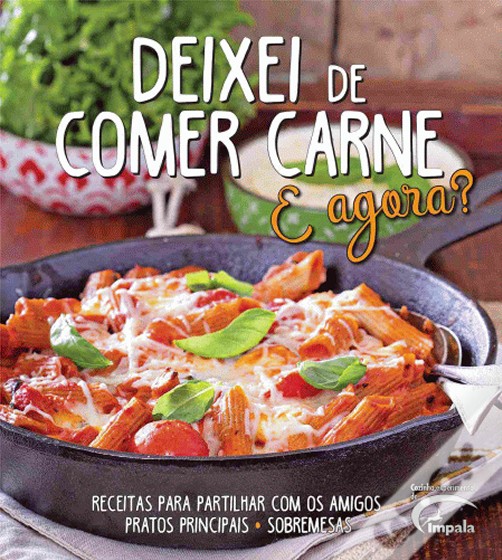 DEIXEI DE
COMER CARNE
E agora?
RECEITAS PARA PARTILHAR COM OS AMIGOS
PRATOS PRINCIPAIS • SOBREMESAS
Impala